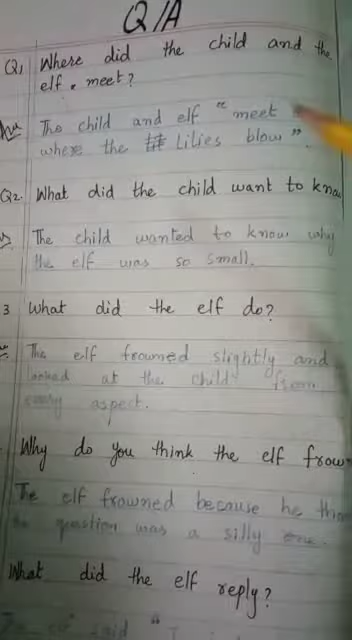 Q/A
Q1 Where did the child and the
elf. meet?
Ans The child and elf "meet
where the Lilies blow".
Q2. What did the child want to know
The child wanted to know why
the elf was so small.
3 What did the elf do?
The elf frowned slightly and
looked at the child from
every aspect.
Why do you think the elf frow
The elf frowned because he thin
question was a silly one.
What did the elf reply?
said "